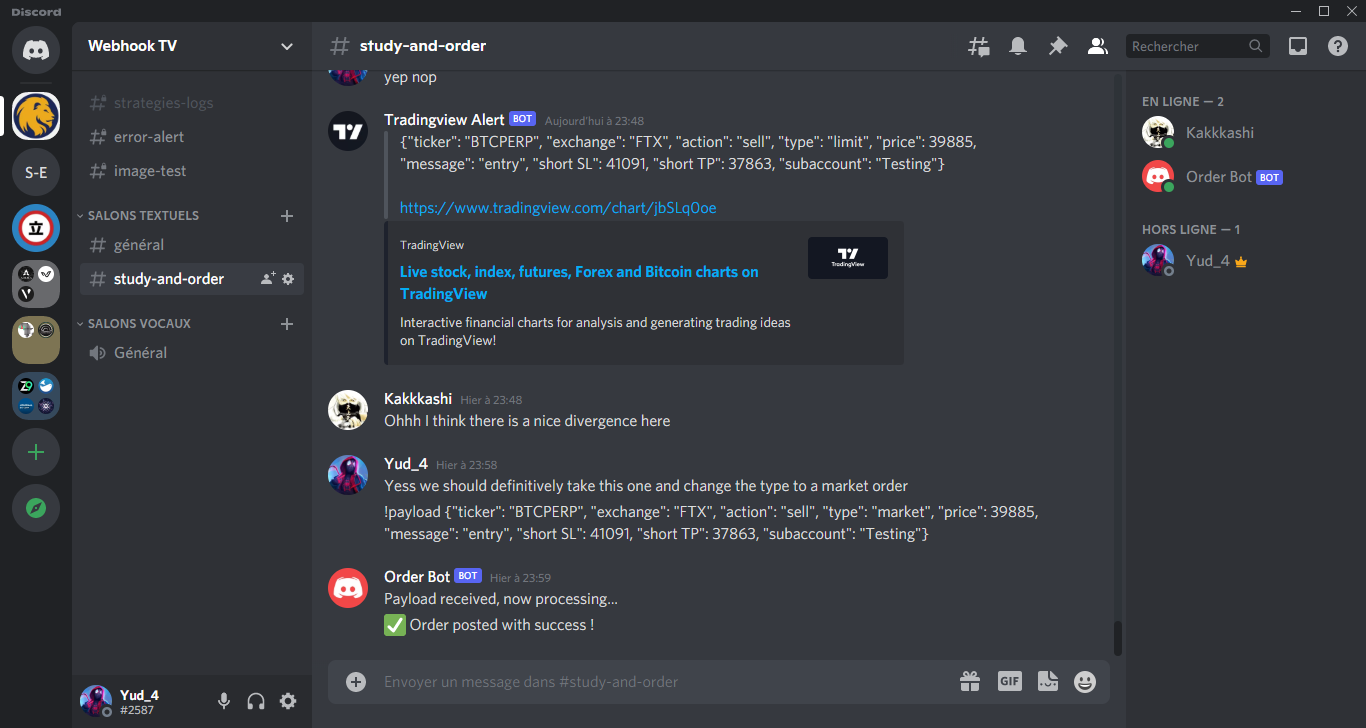 Discord
Webhook TV
study-and-order
Rechercher
strategies-logs
error-alert
image-test
S-E
SALONS TEXTUELS
général
study-and-order
SALONS VOCAUX
Général
Yud_4
#2587
yep nop
Tradingview Alert BOT Aujourd'hui à 23:48
{"ticker": "BTCPERP", "exchange": "FTX", "action": "sell", "type": "limit", "price": 39885,
"message": "entry", "short SL": 41091, "short TP": 37863, "subaccount": "Testing"}
https://www.tradingview.com/chart/jbSLq0oe
TradingView
Live stock, index, futures, Forex and Bitcoin charts on
TradingView
Interactive financial charts for analysis and generating trading ideas
on TradingView!
TradingView
Kakkkashi Hier à 23:48
Ohhh I think there is a nice divergence here
Yud_4 Hier à 23:58
Yess we should definitively take this one and change the type to a market order
!payload {"ticker": "BTCPERP", "exchange": "FTX", "action": "sell", "type": "market", "price": 39885,
"message": "entry", "short SL": 41091, "short TP": 37863, "subaccount": "Testing"}
Order Bot BOT Hier à 23:59
Payload received, now processing...
Order posted with success !
Envoyer un message dans #study-and-order
GIF
EN LIGNE — 2
Kakkkashi
Order Bot BOT
HORS LIGNE — 1
Yud_4